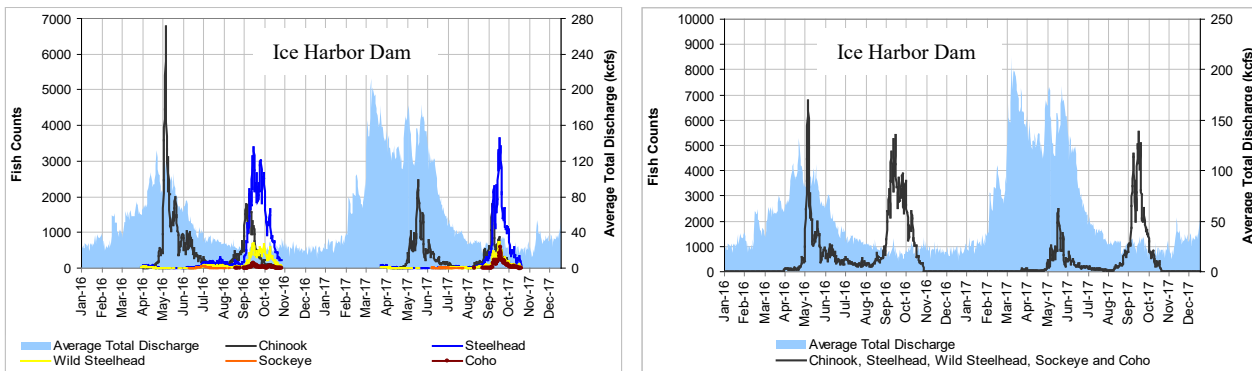 Ice Harbor Dam
Fish Counts
7000
6000
5000
4000
3000
2000
1000
0
280
240
200
160
120
80
40
0
Average Total Discharge (kcfs)
Jan-16
Feb-16
Mar-16
Apr-16
May-16
Jun-16
Jul-16
Aug-16
Sep-16
Oct-16
Nov-16
Dec-16
Jan-17
Feb-17
Mar-17
Apr-17
May-17
Jun-17
Jul-17
Aug-17
Sep-17
Oct-17
Nov-17
Dec-17
Average Total Discharge
Chinook
Steelhead
Wild Steelhead
Sockeye
Coho
Ice Harbor Dam
Fish Counts
10000
9000
8000
7000
6000
5000
4000
3000
2000
1000
0
250
200
150
100
50
0
Average Total Discharge (kcfs)
Jan-16
Feb-16
Mar-16
Apr-16
May-16
Jun-16
Jul-16
Aug-16
Sep-16
Oct-16
Nov-16
Dec-16
Jan-17
Feb-17
Mar-17
Apr-17
May-17
Jun-17
Jul-17
Aug-17
Sep-17
Oct-17
Nov-17
Dec-17
Average Total Discharge
Chinook, Steelhead, Wild Steelhead, Sockeye and Coho